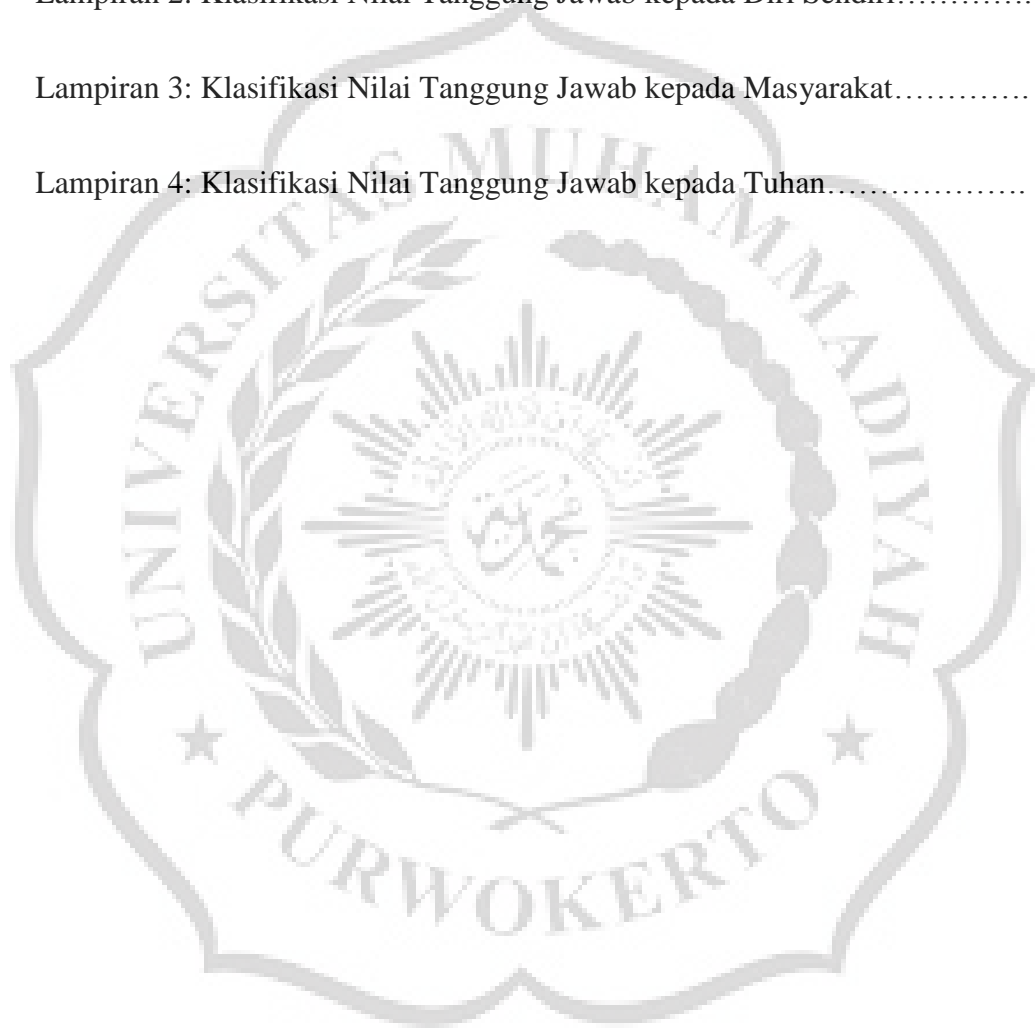 Lampiran 2: Klasifikasi Nilai Tanggung Jawab kepada Diri Sendiri………….
Lampiran 3: Klasifikasi Nilai Tanggung Jawab kepada Masyarakat………….
Lampiran 4: Klasifikasi Nilai Tanggung Jawab kepada Tuhan……………….
UNIVERSITAS MUHAMMADIYAH
PURWOKERTO